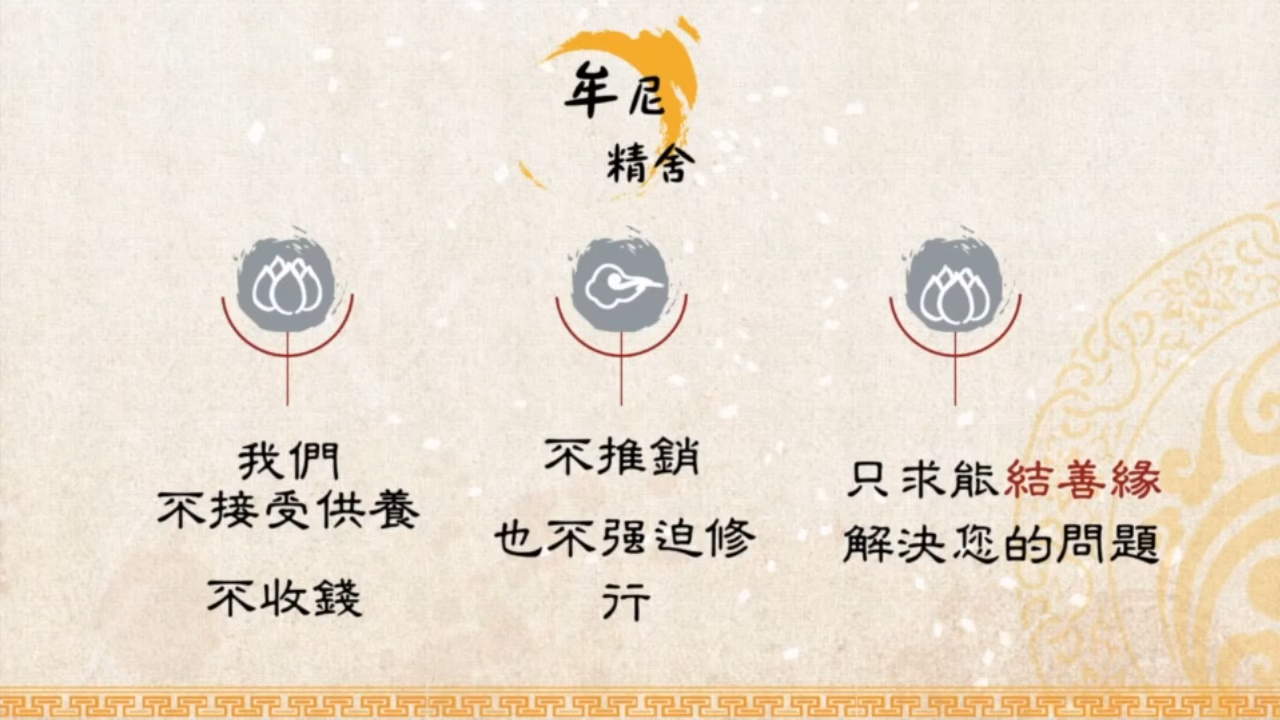 牟尼
精舍
我們
不接受供養
不收錢
不推銷
也不强迫修
行
只求能結善緣
解決您的問題